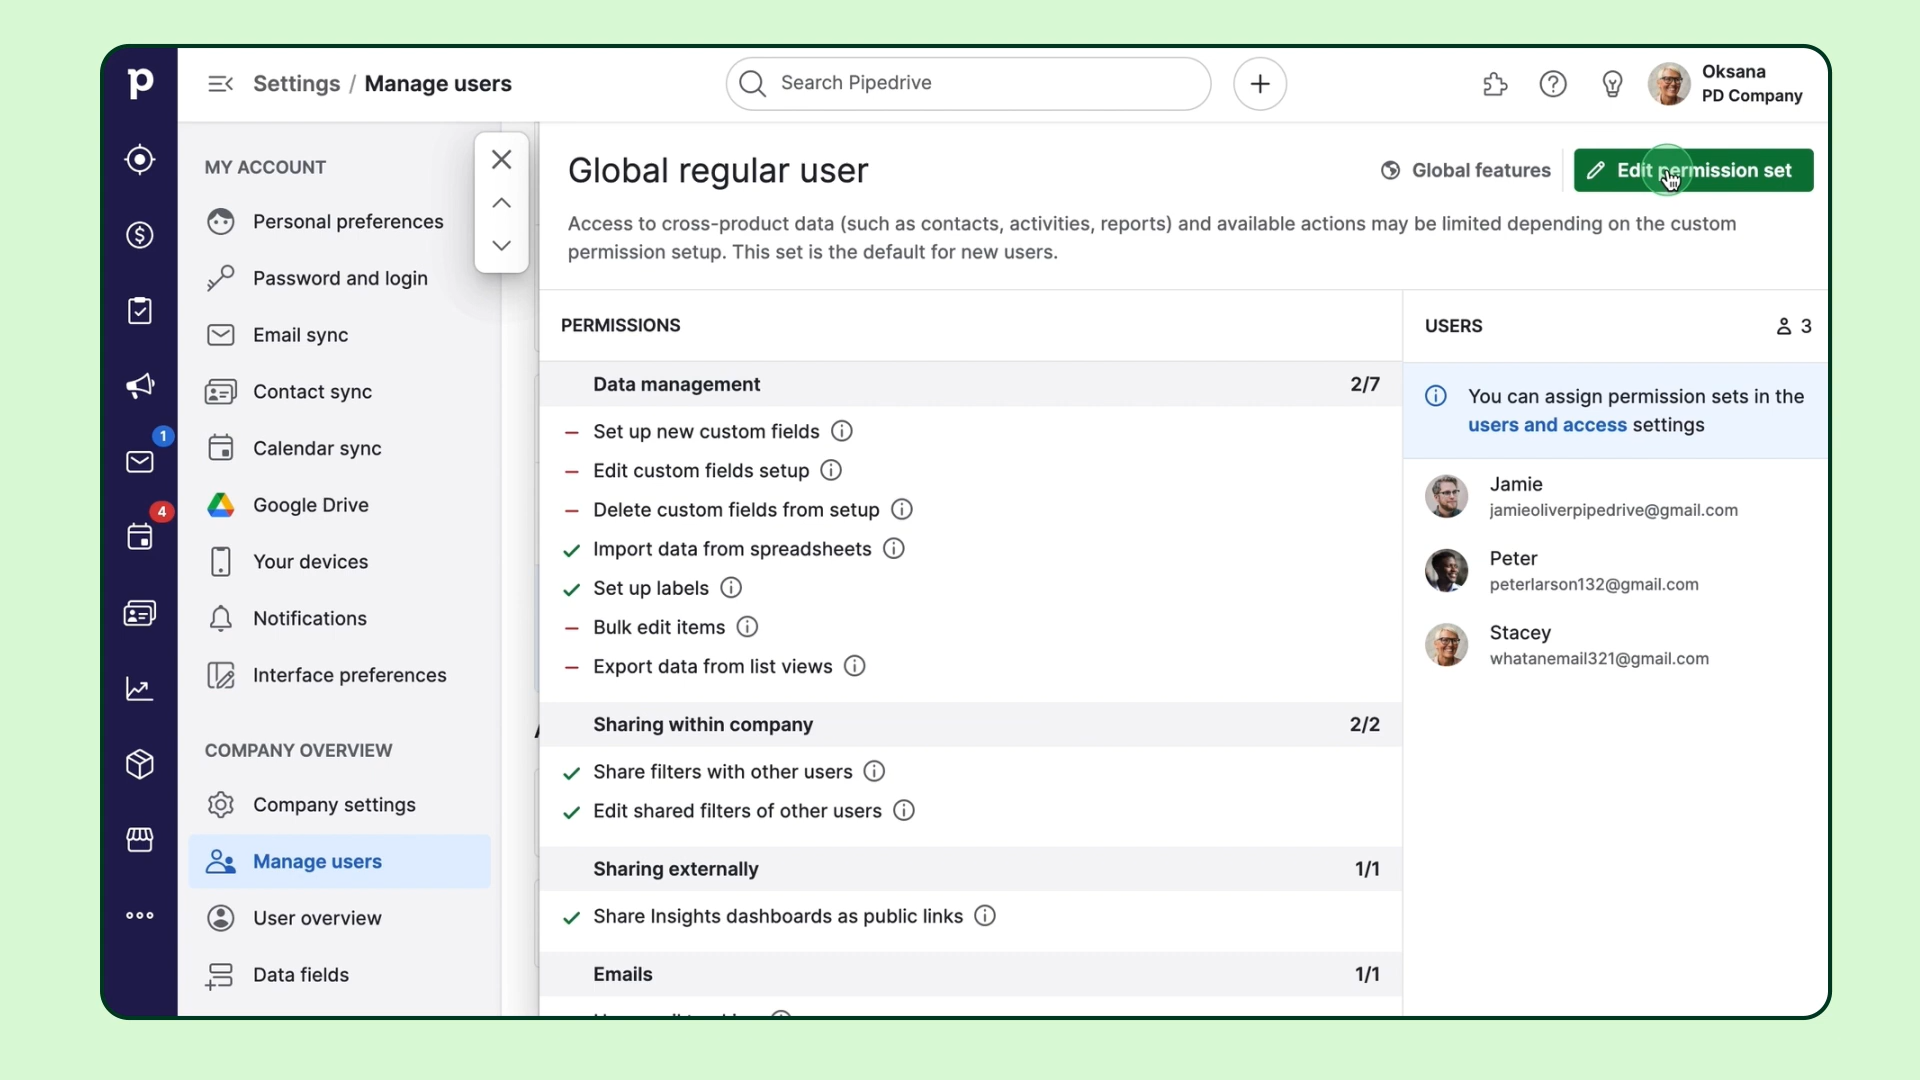 p
Settings / Manage users
Search Pipedrive
Oksana
PD Company
MY ACCOUNT
Personal preferences
Password and login
Email sync
Contact sync
Calendar sync
Google Drive
Your devices
Notifications
Interface preferences
COMPANY OVERVIEW
Company settings
Manage users
User overview
Data fields
1
4
Global regular user
Global features
Edit permission set
Access to cross-product data (such as contacts, activities, reports) and available actions may be limited depending on the custom
permission setup. This set is the default for new users.
PERMISSIONS
Data management 2/7
Set up new custom fields
Edit custom fields setup
Delete custom fields from setup
Import data from spreadsheets
Set up labels
Bulk edit items
Export data from list views
Sharing within company 2/2
Share filters with other users
Edit shared filters of other users
Sharing externally 1/1
Share Insights dashboards as public links
Emails 1/1
USERS 3
You can assign permission sets in the
users and access settings
Jamie
jamieoliverpipedrive@gmail.com
Peter
peterlarson132@gmail.com
Stacey
whatanemail321@gmail.com